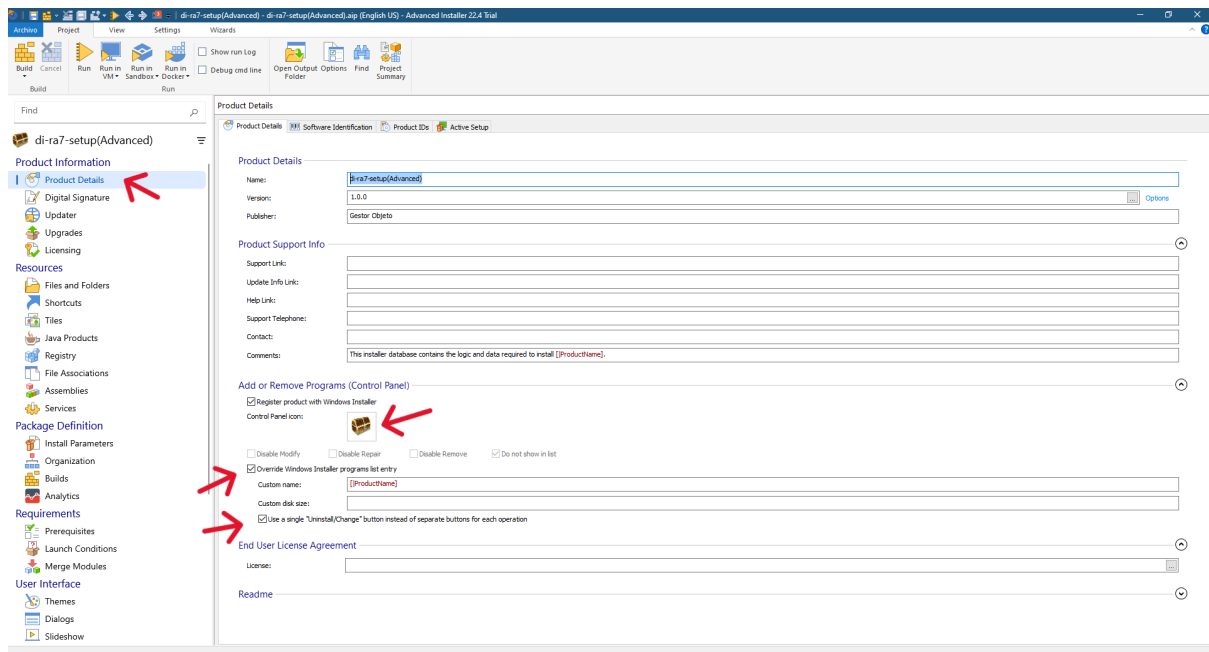 di-ra7-setup(Advanced) - di-ra7-setup(Advanced).aip (English US) - Advanced Installer 22.4 Trial
Archivo Project View Settings Wizards
Build Cancel Run Run in VM Run in Sandbox Run in Docker Show run Log Debug cmd line Open Output Folder Options Find Project Summary
Build Run
Find
di-ra7-setup(Advanced)
Product Information
Product Details
Digital Signature
Updater
Upgrades
Licensing
Resources
Files and Folders
Shortcuts
Tiles
Java Products
Registry
File Associations
Assemblies
Services
Package Definition
Install Parameters
Organization
Builds
Analytics
Requirements
Prerequisites
Launch Conditions
Merge Modules
User Interface
Themes
Dialogs
Slideshow
Product Details
Product Details Software Identification Product IDs Active Setup
Product Details
Name: di-ra7-setup(Advanced)
Version: 1.0.0 ... Options
Publisher: Gestor Objeto
Product Support Info
Support Link:
Update Info Link:
Help Link:
Support Telephone:
Contact:
Comments: This installer database contains the logic and data required to install [|ProductName].
Add or Remove Programs (Control Panel)
Register product with Windows Installer
Control Panel icon:
Disable Modify Disable Repair Disable Remove Do not show in list
Override Windows Installer programs list entry
Custom name: [|ProductName]
Custom disk size:
Use a single "Uninstall/Change" button instead of separate buttons for each operation
End User License Agreement
License: ...
Readme